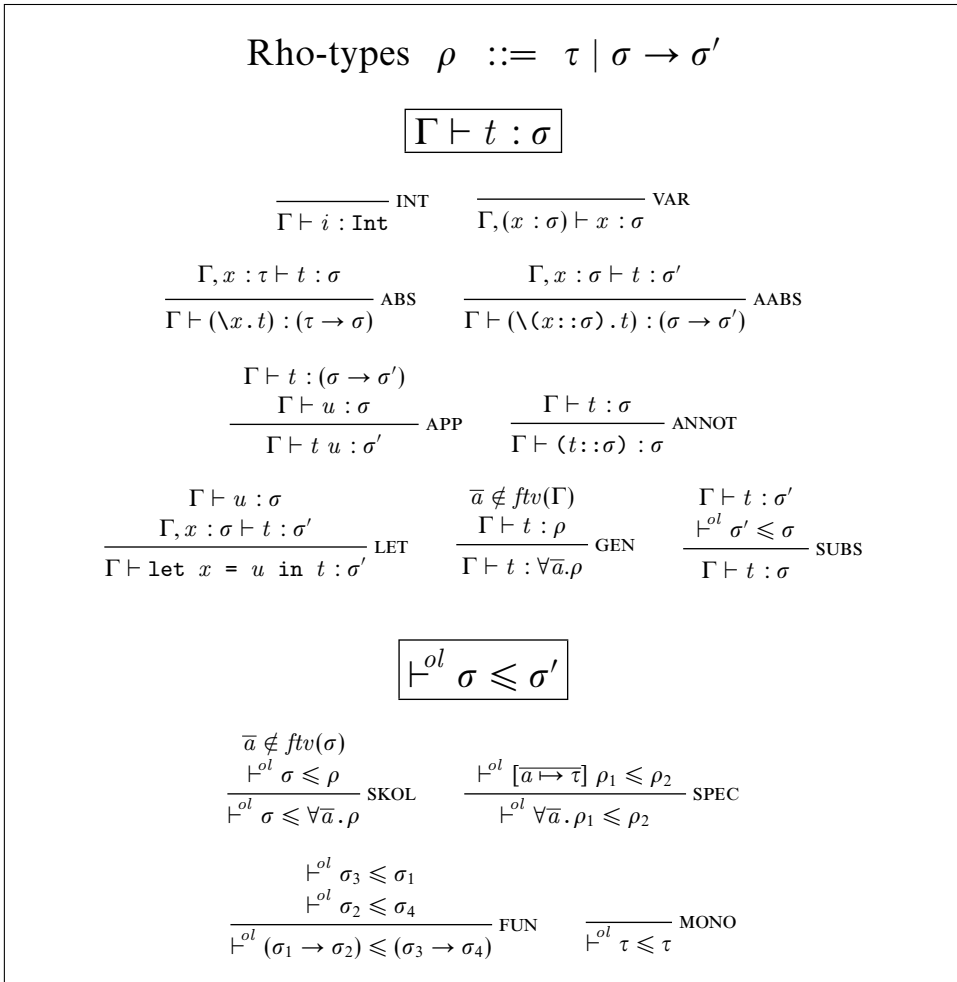 Rho-types ρ ::= τ | σ → σ′
Γ ⊢ t : σ
Γ ⊢ i : Int INT
Γ, (x : σ) ⊢ x : σ VAR
Γ, x : τ ⊢ t : σ
Γ ⊢ (\x.t) : (τ → σ) ABS
Γ, x : σ ⊢ t : σ′
Γ ⊢ (\(x::σ).t) : (σ → σ′) AABS
Γ ⊢ t : (σ → σ′)
Γ ⊢ u : σ
Γ ⊢ t u : σ′ APP
Γ ⊢ t : σ
Γ ⊢ (t::σ) : σ ANNOT
Γ ⊢ u : σ
Γ, x : σ ⊢ t : σ′
Γ ⊢ let x = u in t : σ′ LET
a̅ ∉ ftv(Γ)
Γ ⊢ t : ρ
Γ ⊢ t : ∀a̅.ρ GEN
Γ ⊢ t : σ′
⊢ol σ′ ⩽ σ
Γ ⊢ t : σ SUBS
⊢ol σ ⩽ σ′
a̅ ∉ ftv(σ)
⊢ol σ ⩽ ρ
⊢ol σ ⩽ ∀a̅.ρ SKOL
⊢ol [a̅ ↦̅ τ̅] ρ₁ ⩽ ρ₂
⊢ol ∀a̅.ρ₁ ⩽ ρ₂ SPEC
⊢ol σ₃ ⩽ σ₁
⊢ol σ₂ ⩽ σ₄
⊢ol (σ₁ → σ₂) ⩽ (σ₃ → σ₄) FUN
⊢ol τ ⩽ τ MONO